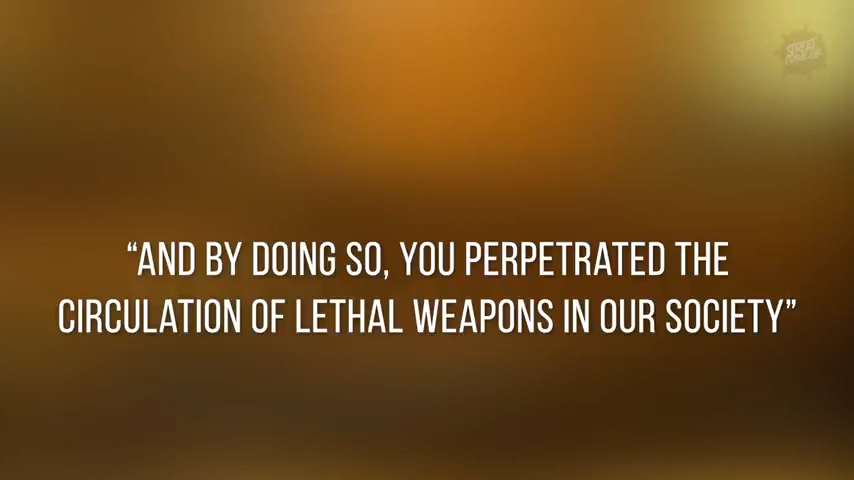 “AND BY DOING SO, YOU PERPETRATED THE
CIRCULATION OF LETHAL WEAPONS IN OUR SOCIETY”